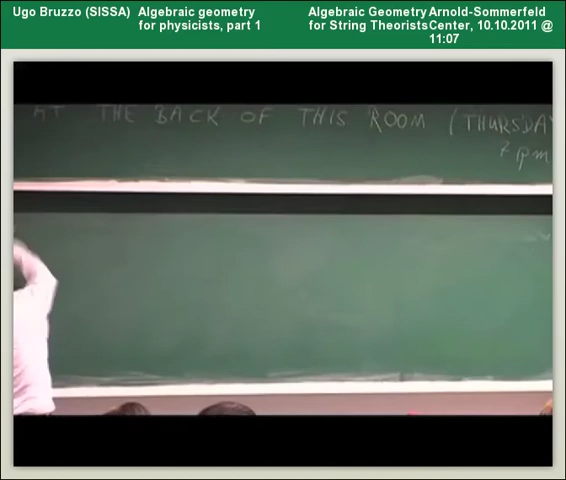 Ugo Bruzzo (SISSA)
Algebraic geometry
for physicists, part 1
Algebraic Geometry
for String Theorists
Arnold-Sommerfeld
Center, 10.10.2011 @
11:07
AT THE BACK OF THIS ROOM (THURSDAY
7 pm